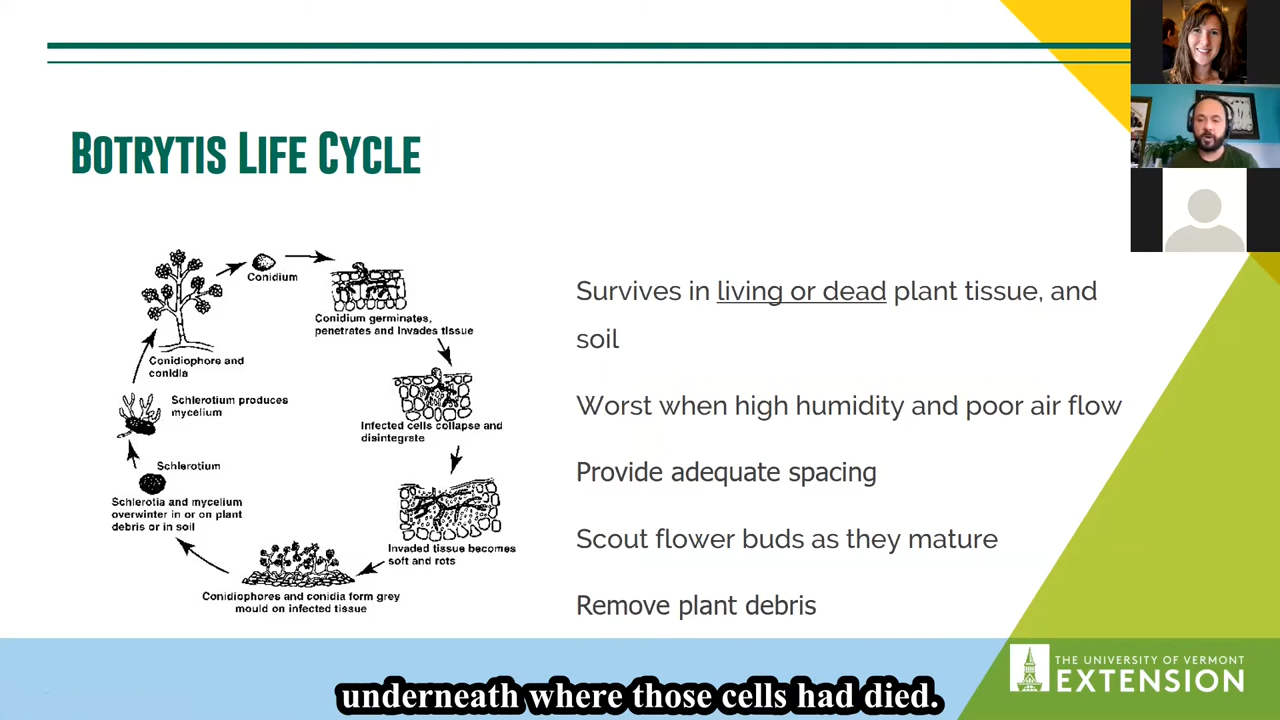 BOTRYTIS LIFE CYCLE
Conidium
Conidium germinates,
penetrates and invades tissue
Infected cells collapse and
disintegrate
Invaded tissue becomes
soft and rots
Conidiophores and conidia form grey
mould on infected tissue
Schlerotia and mycelium
overwinter in or on plant
debris or in soil
Schlerotium
Schlerotium produces
mycelium
Conidiophore and
conidia
Survives in living or dead plant tissue, and
soil
Worst when high humidity and poor air flow
Provide adequate spacing
Scout flower buds as they mature
Remove plant debris
THE UNIVERSITY OF VERMONT
EXTENSION
underneath where those cells had died.